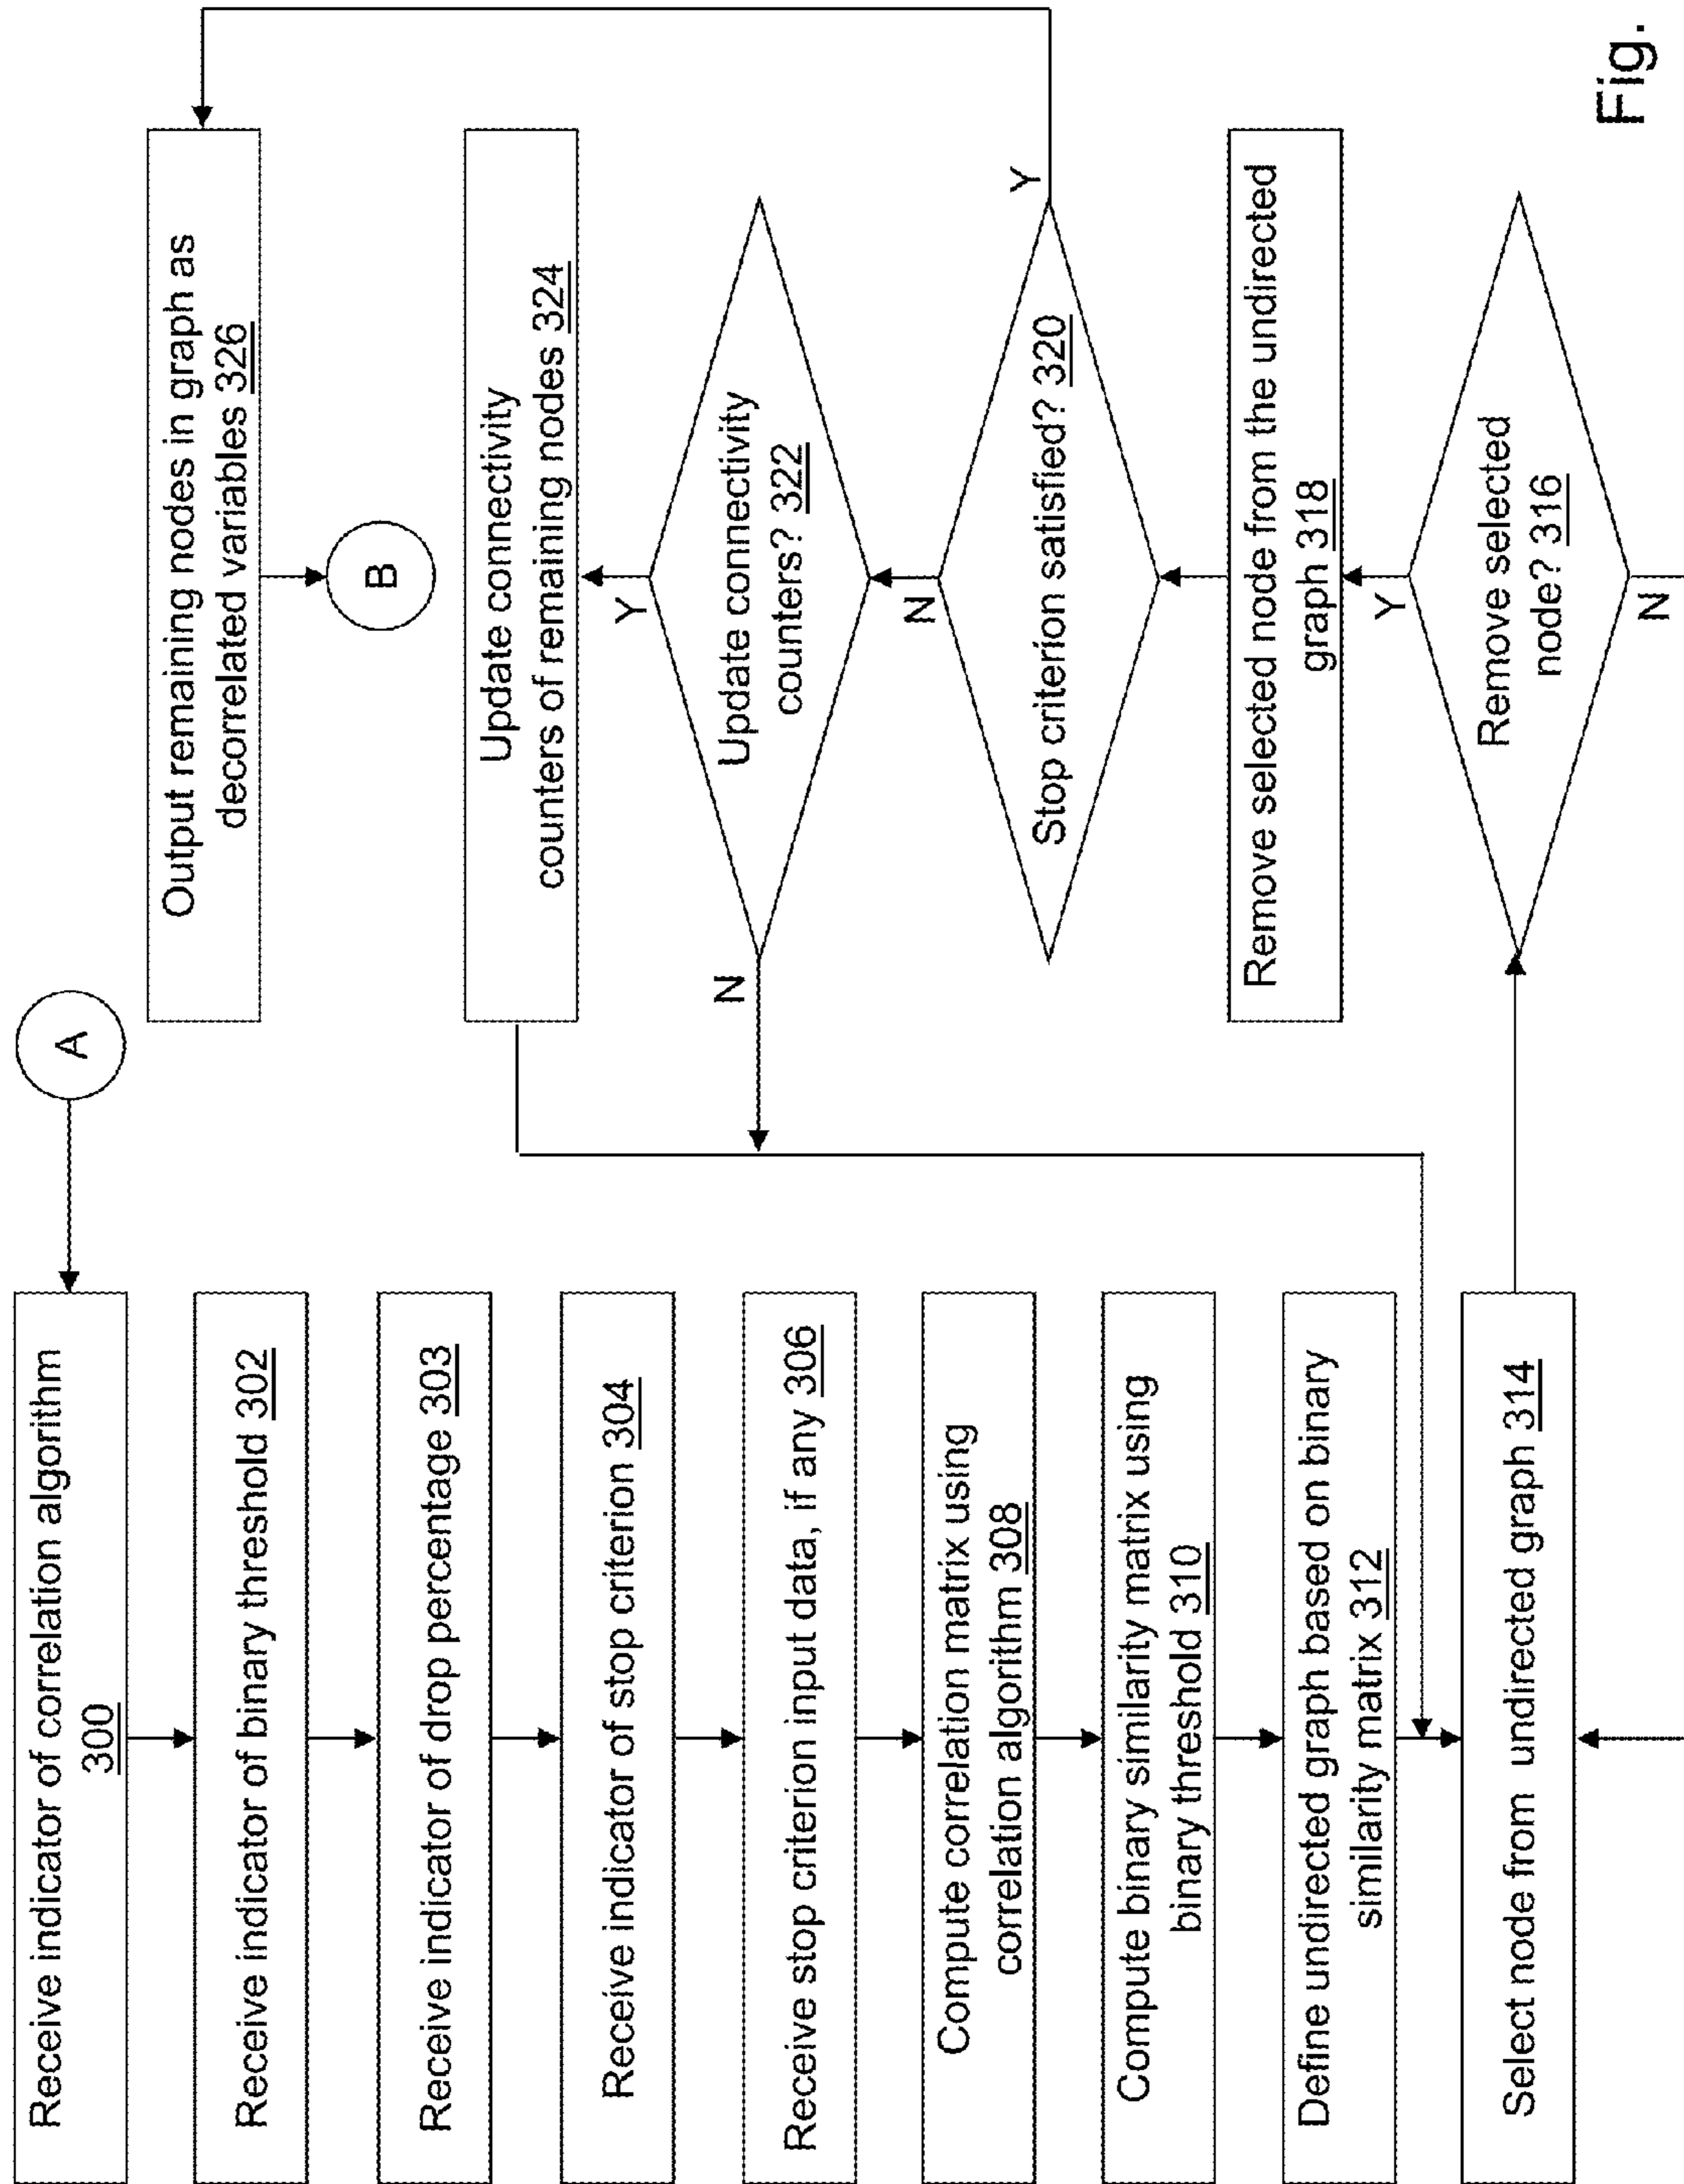 A
Receive indicator of correlation algorithm
300
Receive indicator of binary threshold 302
Receive indicator of drop percentage 303
Receive indicator of stop criterion 304
Receive stop criterion input data, if any 306
Compute correlation matrix using
correlation algorithm 308
Compute binary similarity matrix using
binary threshold 310
Define undirected graph based on binary
similarity matrix 312
Select node from undirected graph 314
Output remaining nodes in graph as
decorrelated variables 326
B
Update connectivity
counters of remaining nodes 324
Y
N
Update connectivity
counters? 322
N
Y
Stop criterion satisfied? 320
Remove selected node from the undirected
graph 318
Y
Remove selected
node? 316
N
Fig.